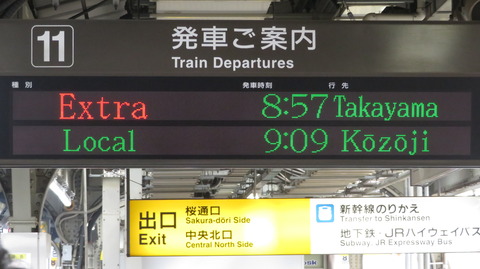 11
発車ご案内
Train Departures
種別 発車時刻 行先
Extra 8:57 Takayama
Local 9:09 Kōzōji
出口
Exit
桜通口
Sakura-dōri Side
中央北口
Central North Side
新幹線のりかえ
Transfer to Shinkansen
地下鉄・JRハイウェイバス
Subway, JR Expressway Bus